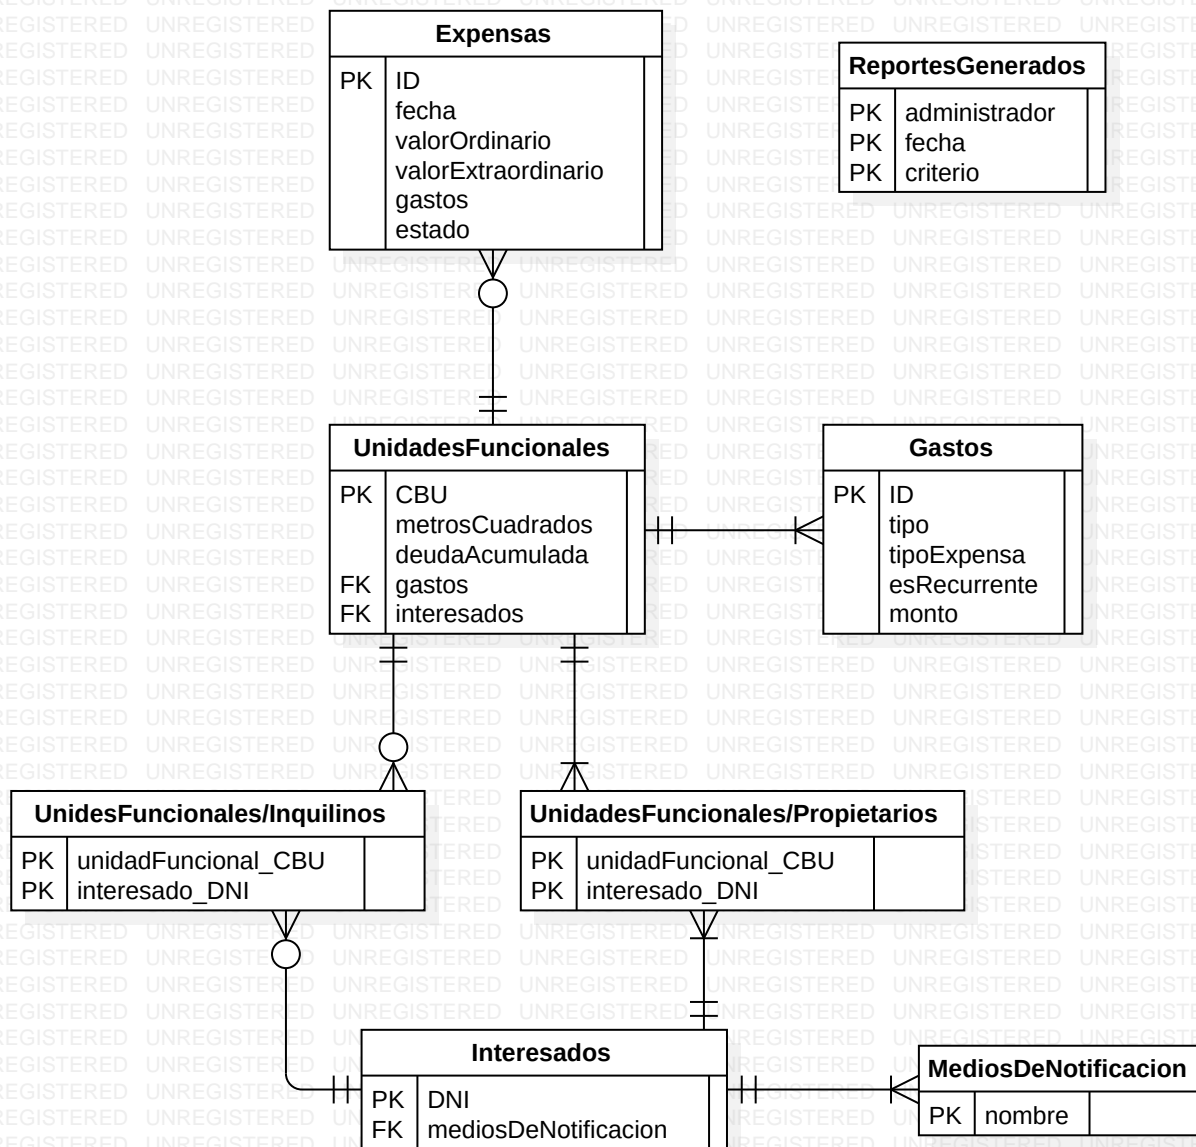 Expensas
PK ID
fecha
valorOrdinario
valorExtraordinario
gastos
estado
ReportesGenerados
PK administrador
PK fecha
PK criterio
UnidadesFuncionales
PK CBU
metrosCuadrados
deudaAcumulada
FK gastos
FK interesados
Gastos
PK ID
tipo
tipoExpensa
esRecurrente
monto
UnidesFuncionales/Inquilinos
PK unidadFuncional_CBU
PK interesado_DNI
UnidadesFuncionales/Propietarios
PK unidadFuncional_CBU
PK interesado_DNI
Interesados
PK DNI
FK mediosDeNotificacion
MediosDeNotificacion
PK nombre
UNREGISTERED